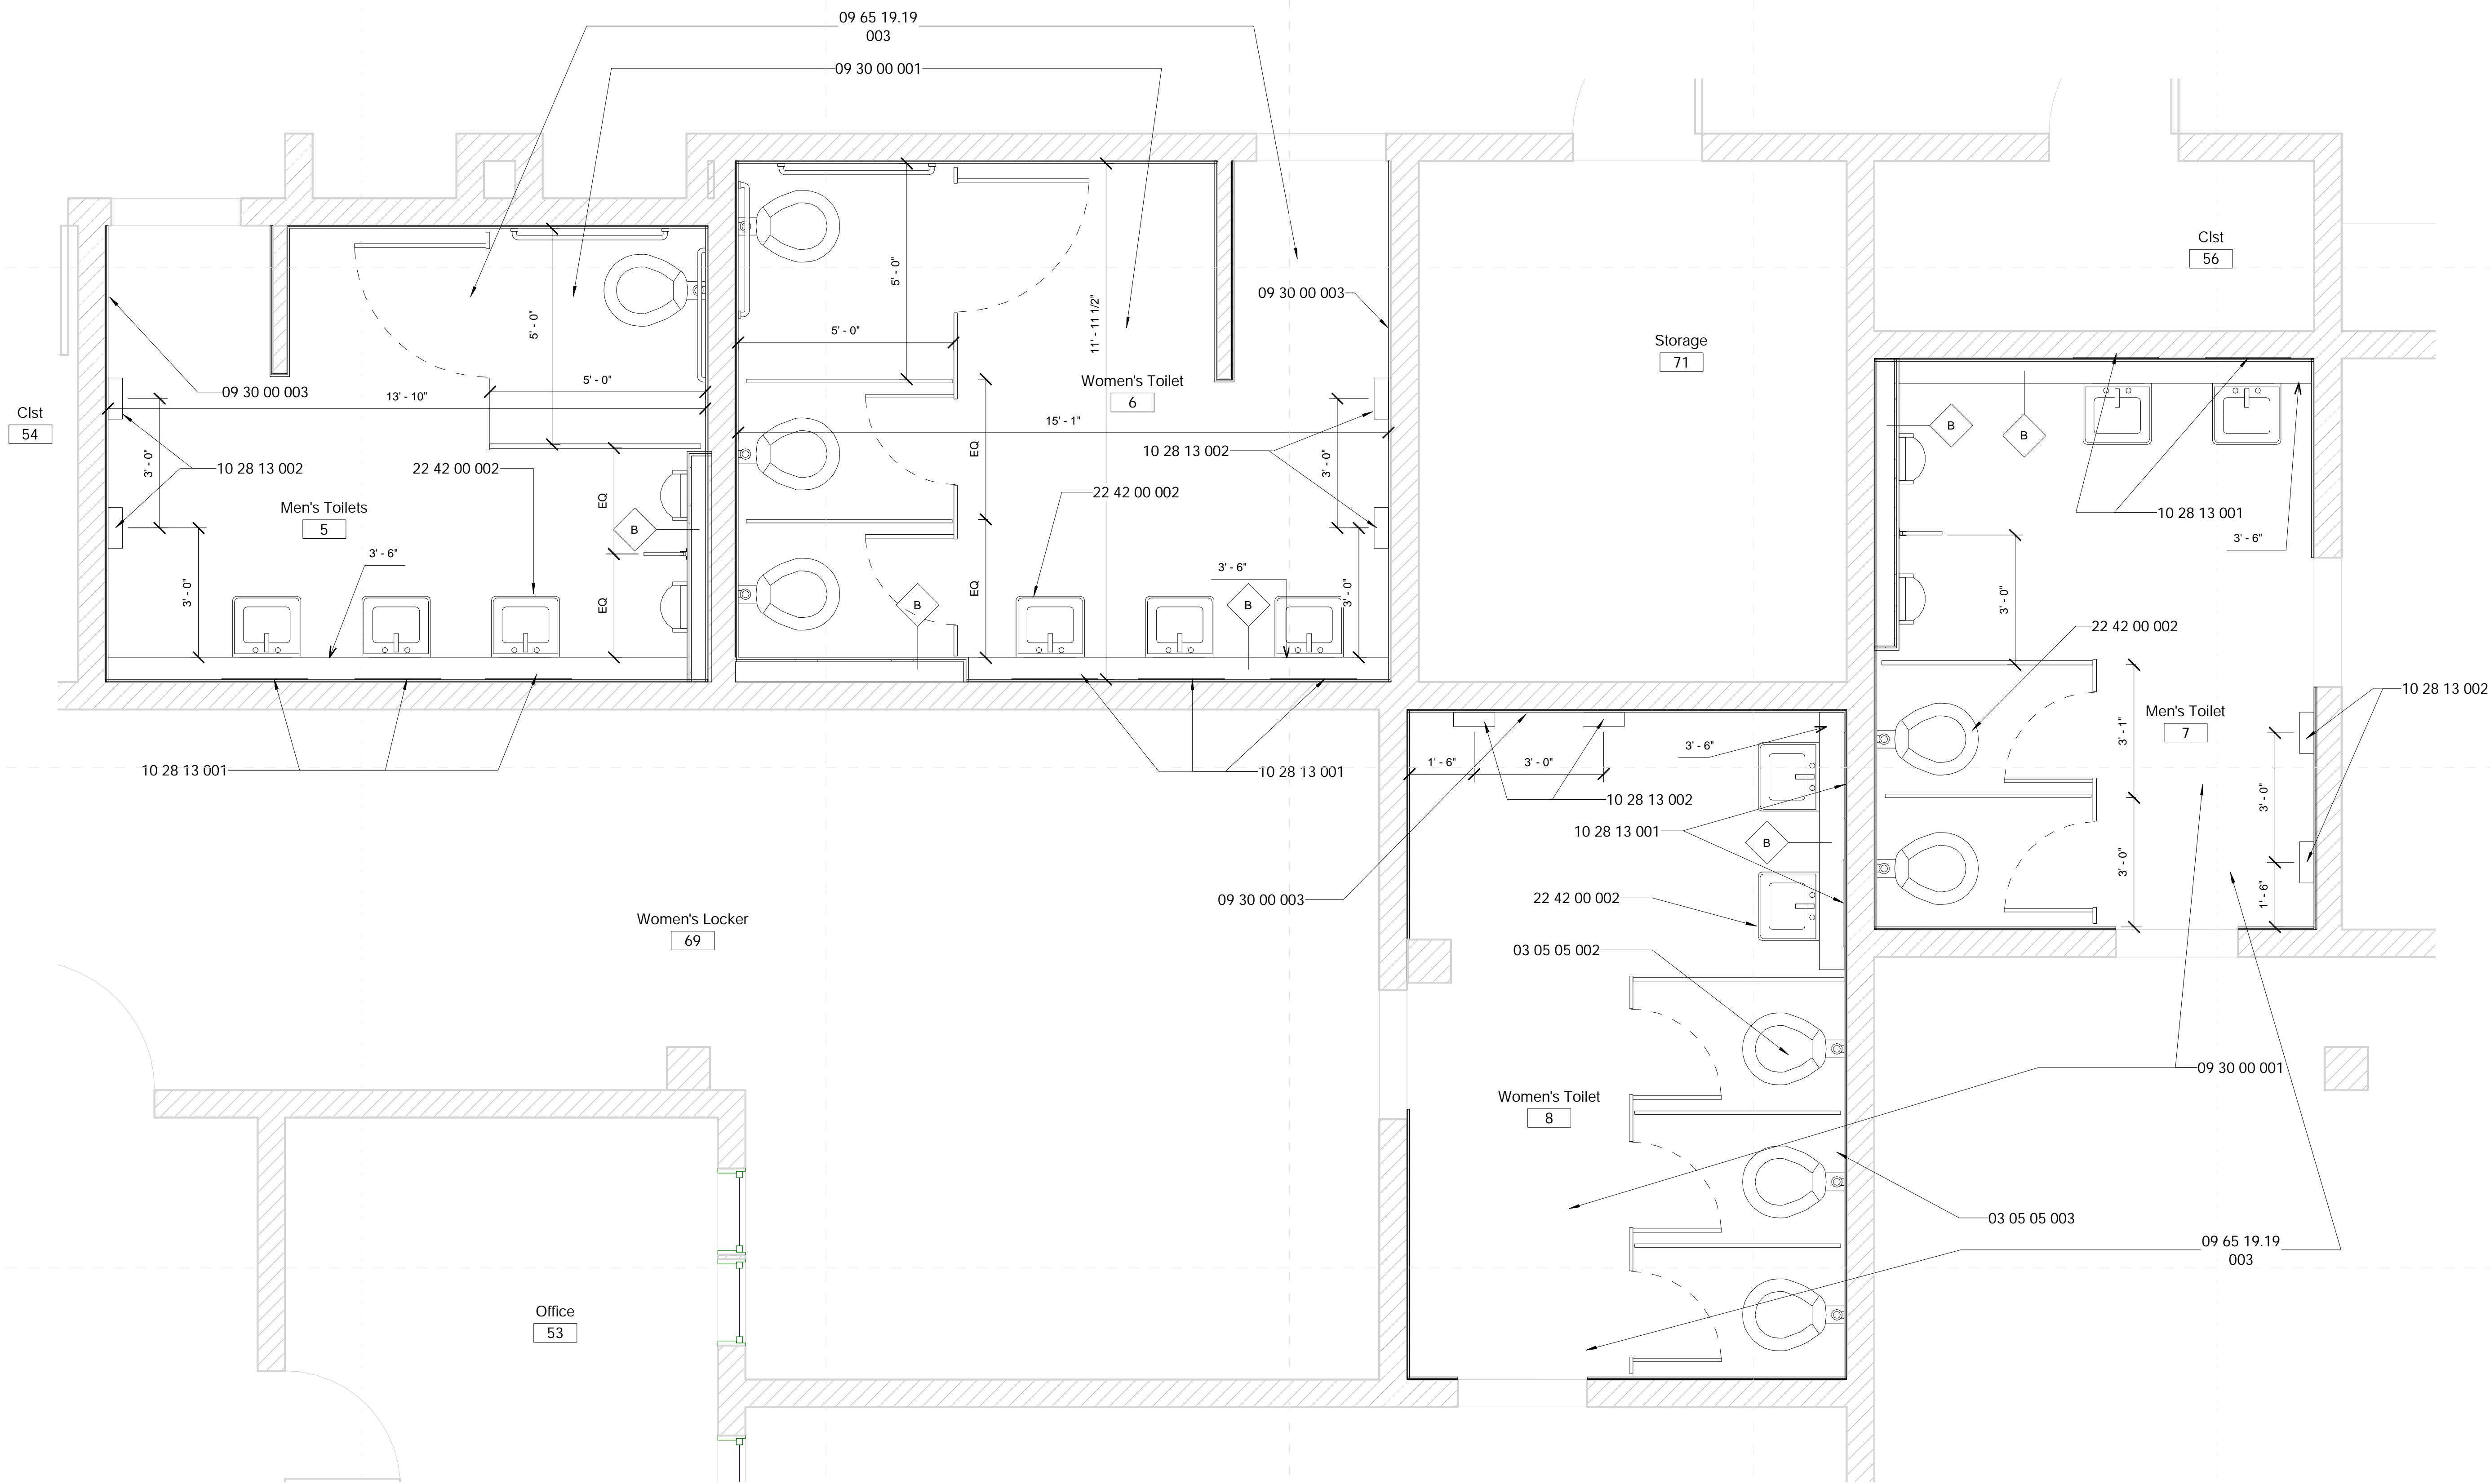 09 65 19.19
003
09 30 00 001
Clst
54
09 30 00 003
13' - 10"
5' - 0"
5' - 0"
3' - 0"
10 28 13 002
22 42 00 002
Men's Toilets
5
EQ
B
3' - 6"
3' - 0"
EQ
10 28 13 001
5' - 0"
5' - 0"
11' - 11 1/2"
09 30 00 003
Women's Toilet
6
15' - 1"
EQ
10 28 13 002
3' - 0"
22 42 00 002
3' - 6"
B
B
EQ
3' - 0"
10 28 13 001
Storage
71
Clst
56
B
B
10 28 13 001
3' - 6"
3' - 0"
22 42 00 002
10 28 13 002
Men's Toilet
7
3' - 1"
3' - 0"
3' - 0"
1' - 6"
1' - 6"
3' - 0"
3' - 6"
10 28 13 002
10 28 13 001
B
09 30 00 003
22 42 00 002
03 05 05 002
Women's Locker
69
Women's Toilet
8
09 30 00 001
03 05 05 003
09 65 19.19
003
Office
53